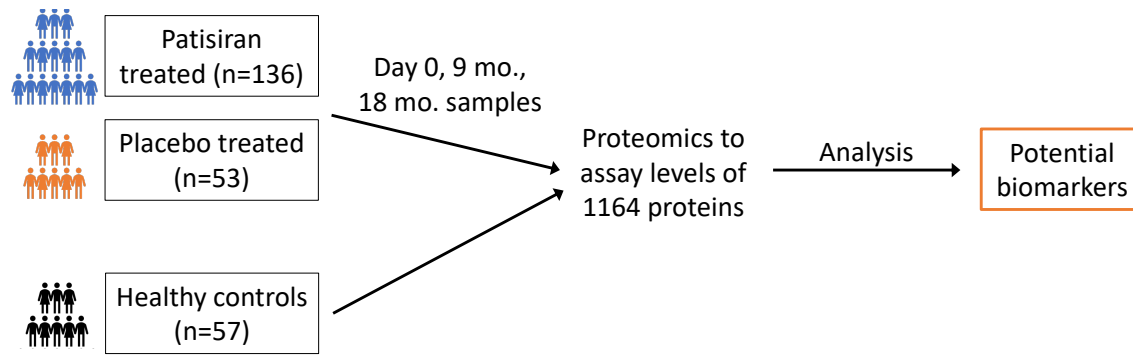 Patisiran
treated (n=136)
Day 0, 9 mo.,
18 mo. samples
Placebo treated
(n=53)
Proteomics to
assay levels of
1164 proteins
Analysis
Potential
biomarkers
Healthy controls
(n=57)